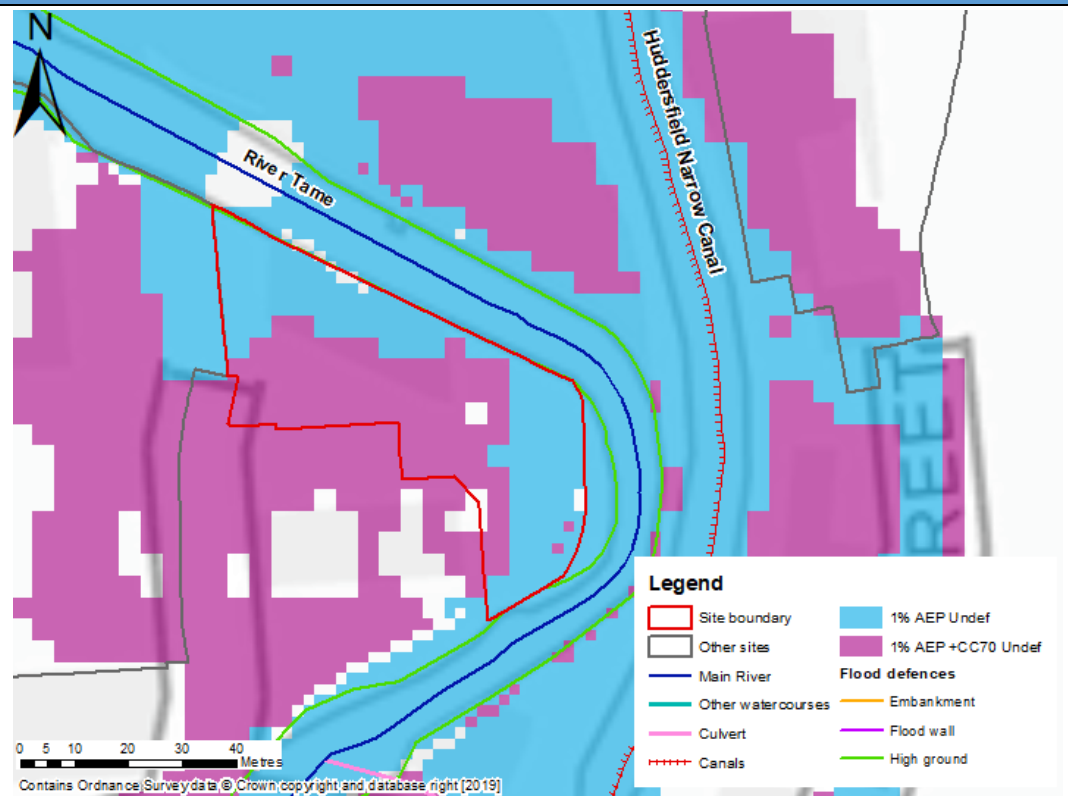 N
River Tame
Huddersfield Narrow Canal
REET
Legend
Site boundary
Other sites
Main River
Other watercourses
Culvert
Canals
1% AEP Undef
1% AEP +CC70 Undef
Flood defences
Embankment
Flood wall
High ground
0 5 10 20 30 40
Metres
Contains Ordnance Survey data © Crown copyright and database right [2019]